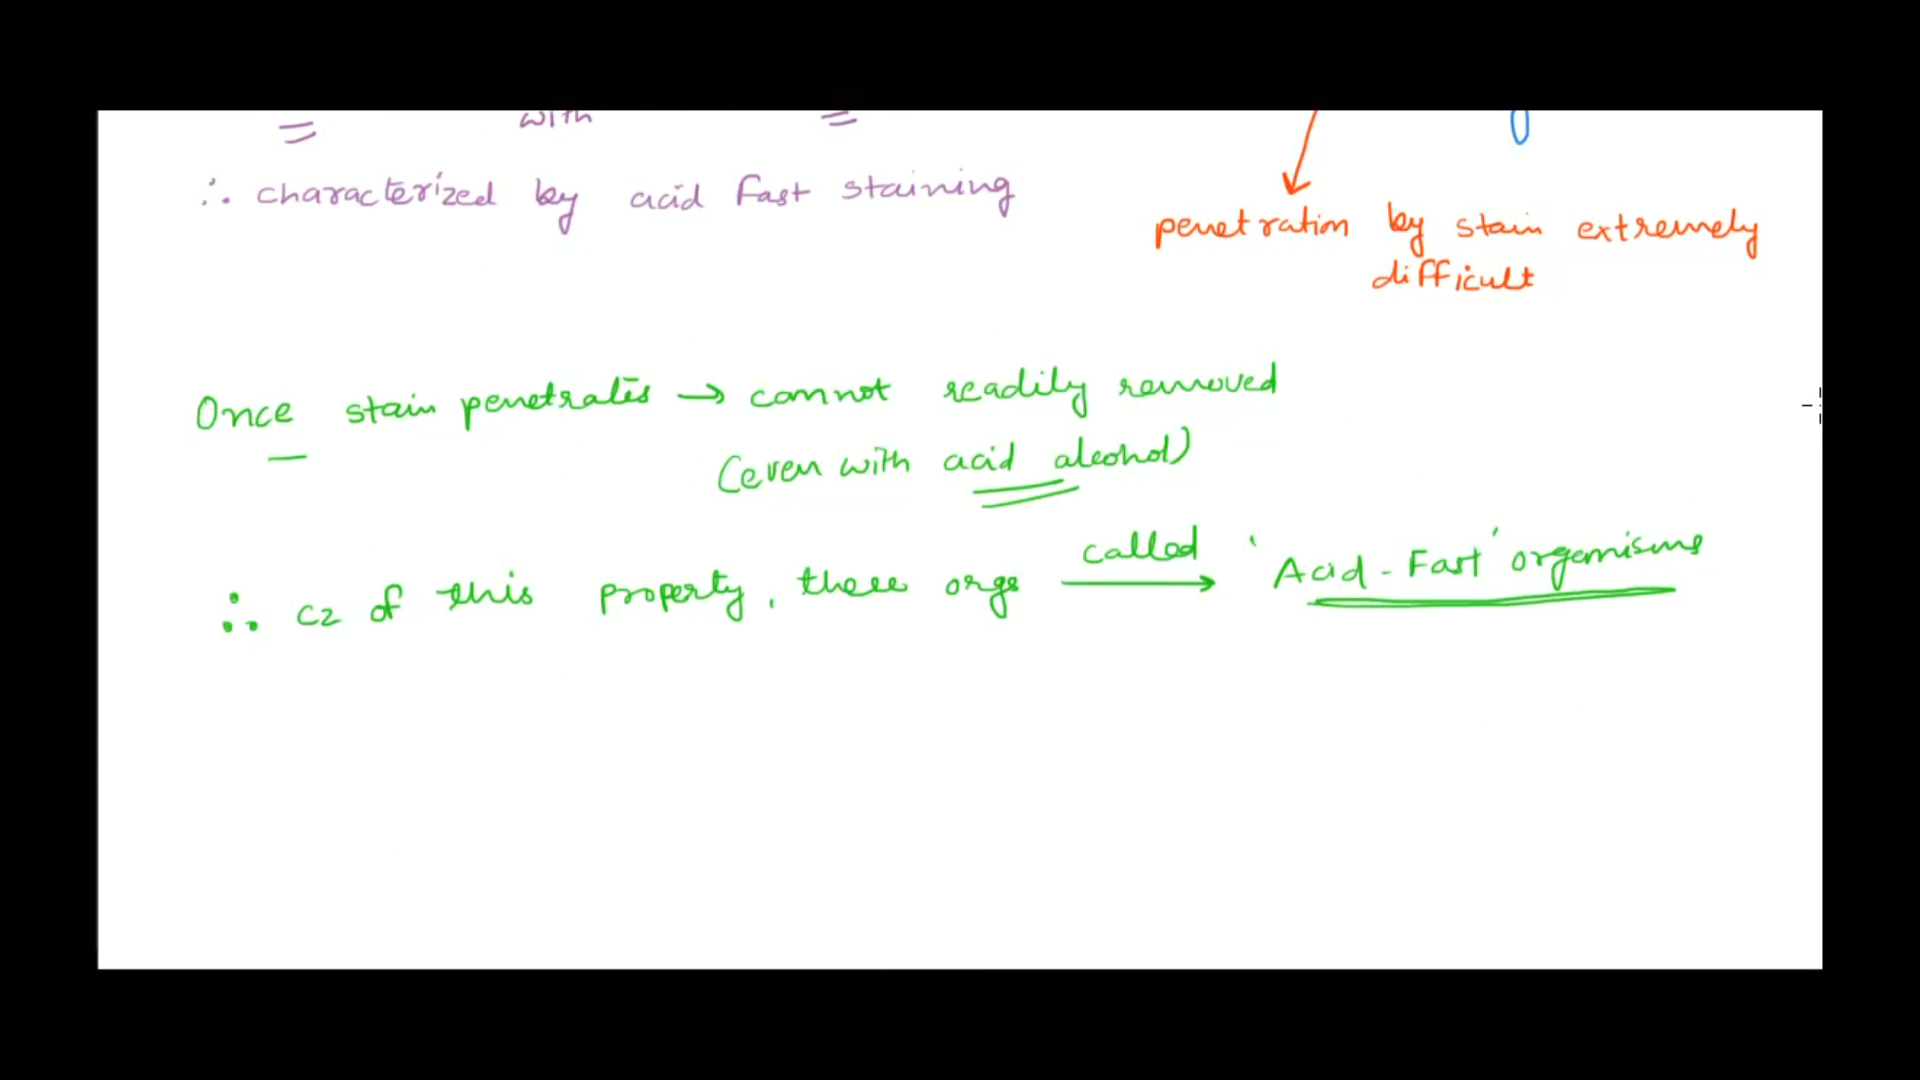 with
∴ characterized by acid fast staining
penetration by stain extremely
difficult
Once stain penetrates → cannot readily removed
(even with acid alcohol)
∴ cz of this property, these orgs called → 'Acid-Fast' organisms